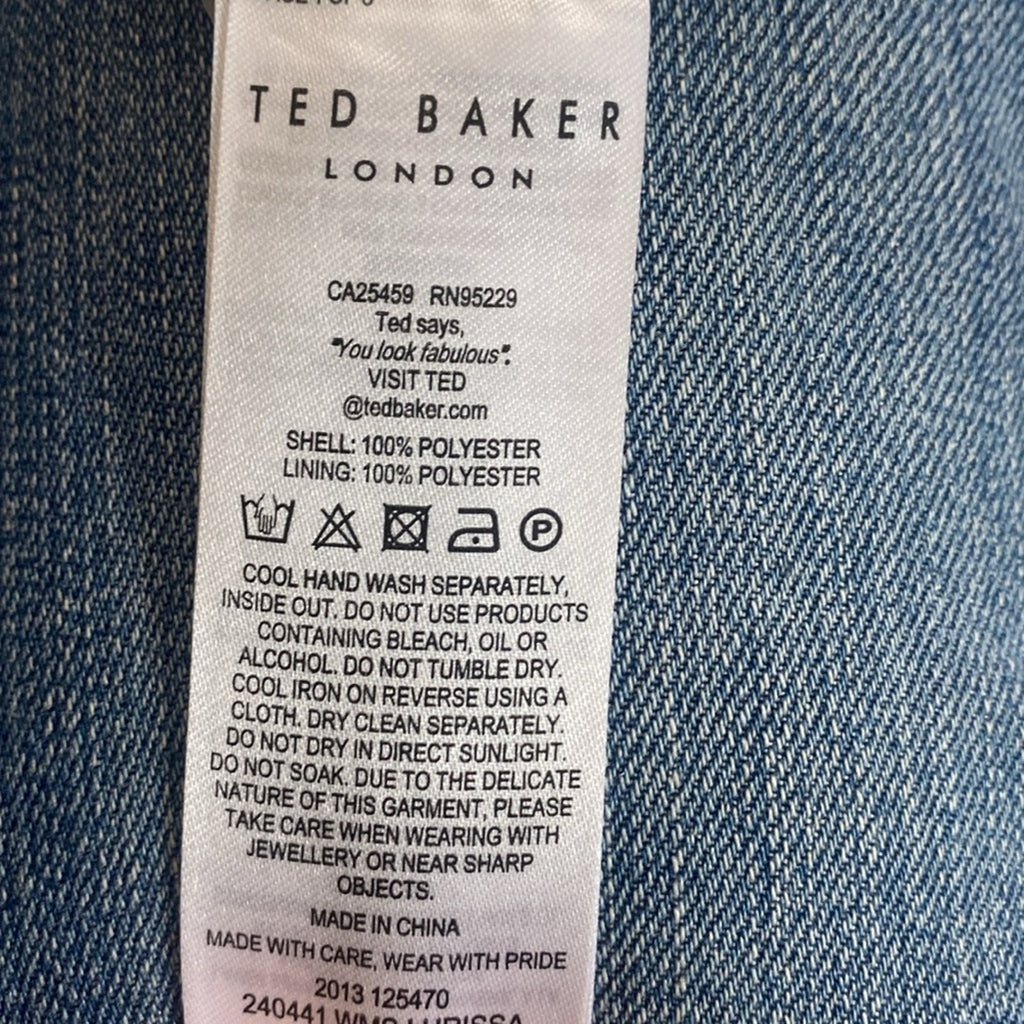 TED BAKER
LONDON
CA25459 RN95229
Ted says,
"You look fabulous".
VISIT TED
@tedbaker.com
SHELL: 100% POLYESTER
LINING: 100% POLYESTER
P
COOL HAND WASH SEPARATELY,
INSIDE OUT. DO NOT USE PRODUCTS
CONTAINING BLEACH, OIL OR
ALCOHOL. DO NOT TUMBLE DRY.
COOL IRON ON REVERSE USING A
CLOTH. DRY CLEAN SEPARATELY.
DO NOT DRY IN DIRECT SUNLIGHT.
DO NOT SOAK. DUE TO THE DELICATE
NATURE OF THIS GARMENT, PLEASE
TAKE CARE WHEN WEARING WITH
JEWELLERY OR NEAR SHARP
OBJECTS.
MADE IN CHINA
MADE WITH CARE, WEAR WITH PRIDE
2013 125470
240441